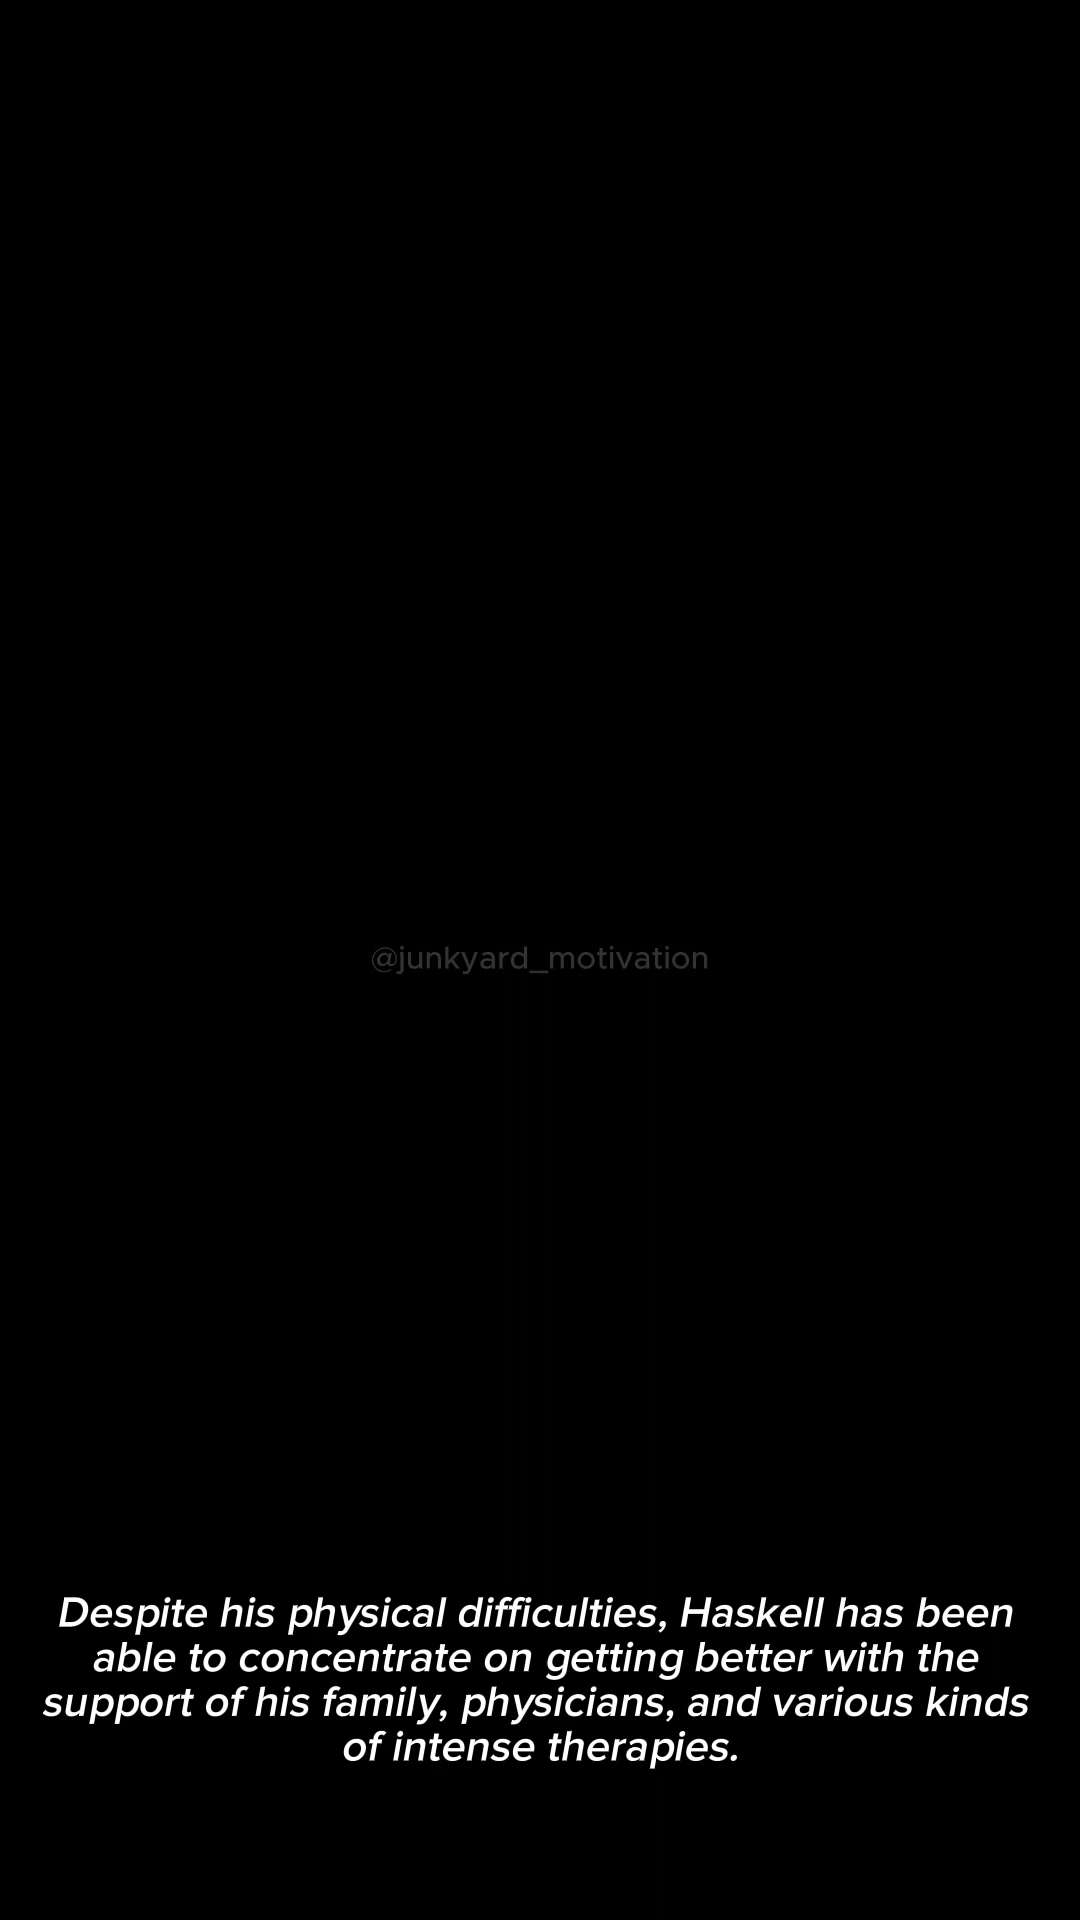 @junkyard_motivation
Despite his physical difficulties, Haskell has been
able to concentrate on getting better with the
support of his family, physicians, and various kinds
of intense therapies.